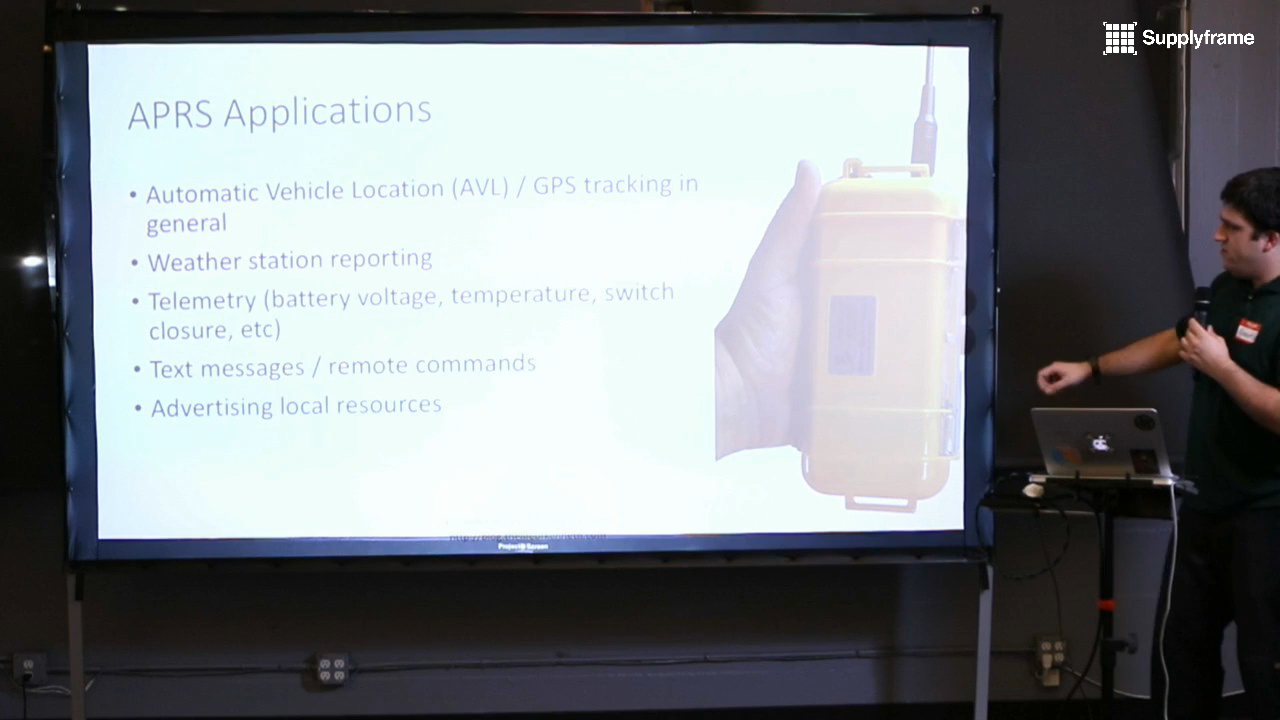 Supplyframe
APRS Applications
• Automatic Vehicle Location (AVL) / GPS tracking in
general
• Weather station reporting
• Telemetry (battery voltage, temperature, switch
closure, etc)
• Text messages / remote commands
• Advertising local resources